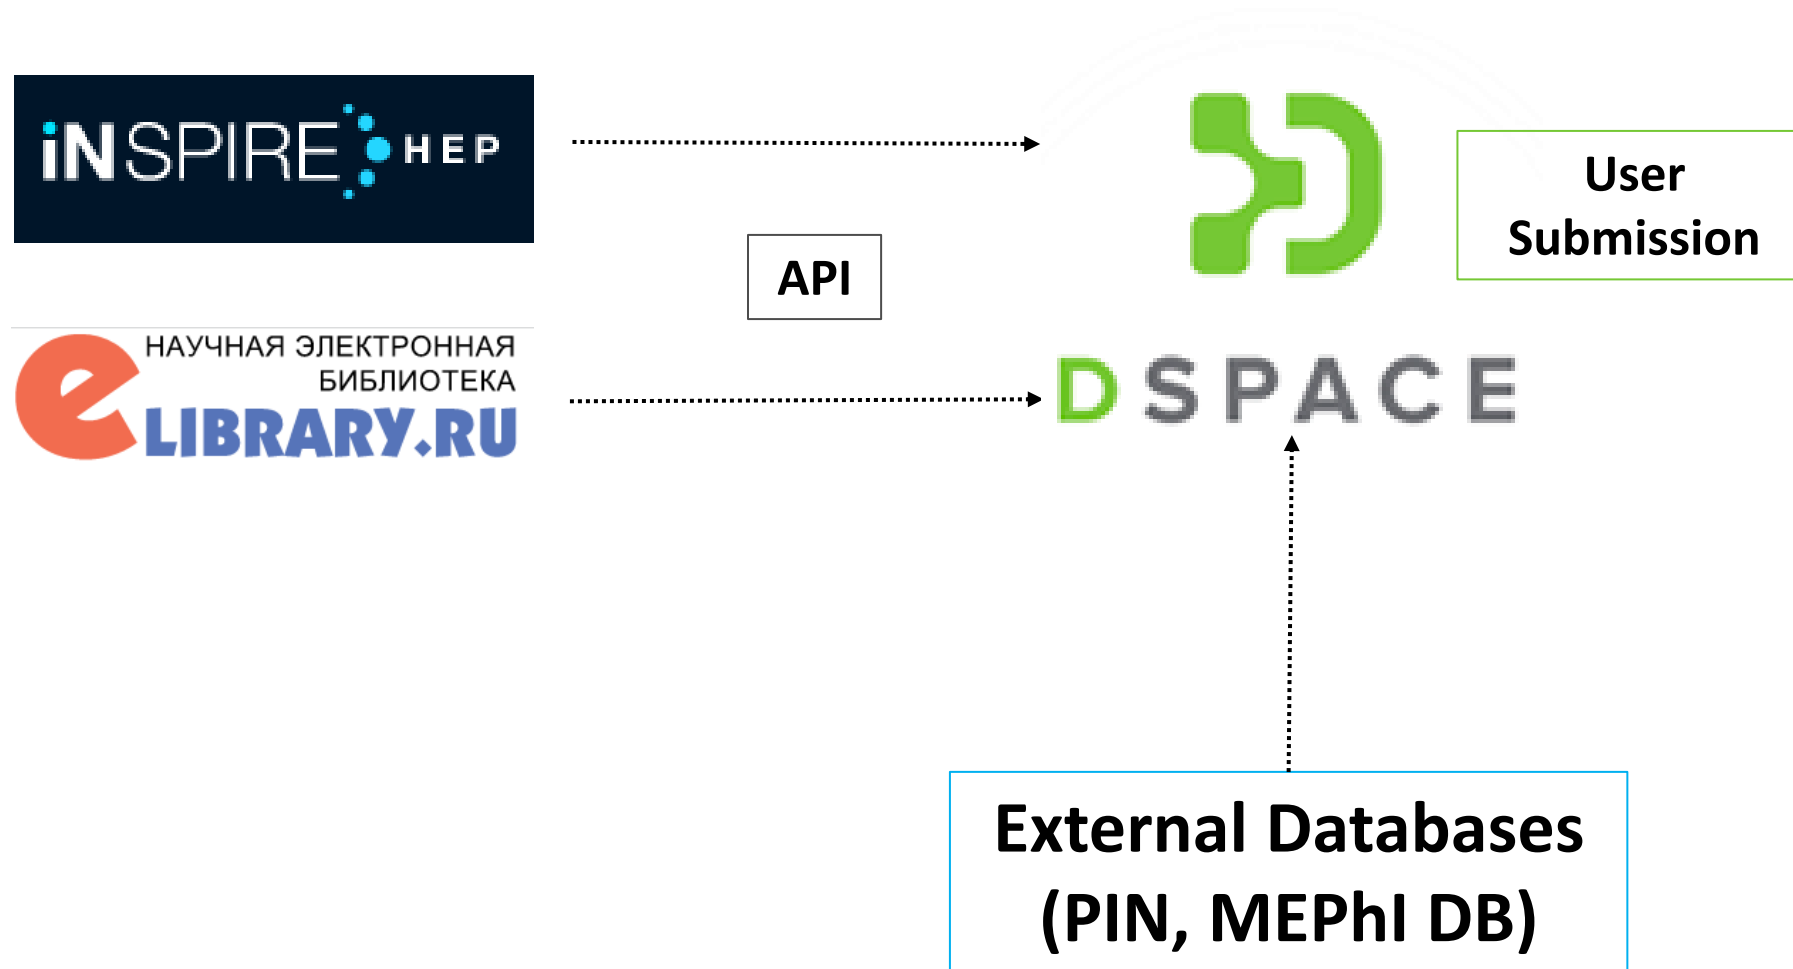 iNSPIRE HEP
API
НАУЧНАЯ ЭЛЕКТРОННАЯ
БИБЛИОТЕКА
eLIBRARY.RU
DSPACE
User
Submission
External Databases
(PIN, MEPhI DB)